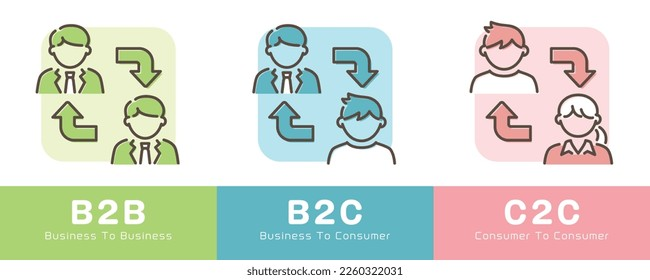 B2B
Business To Business
B2C
Business To Consumer
C2C
Consumer To Consumer
shutterstock.com · 2260322031